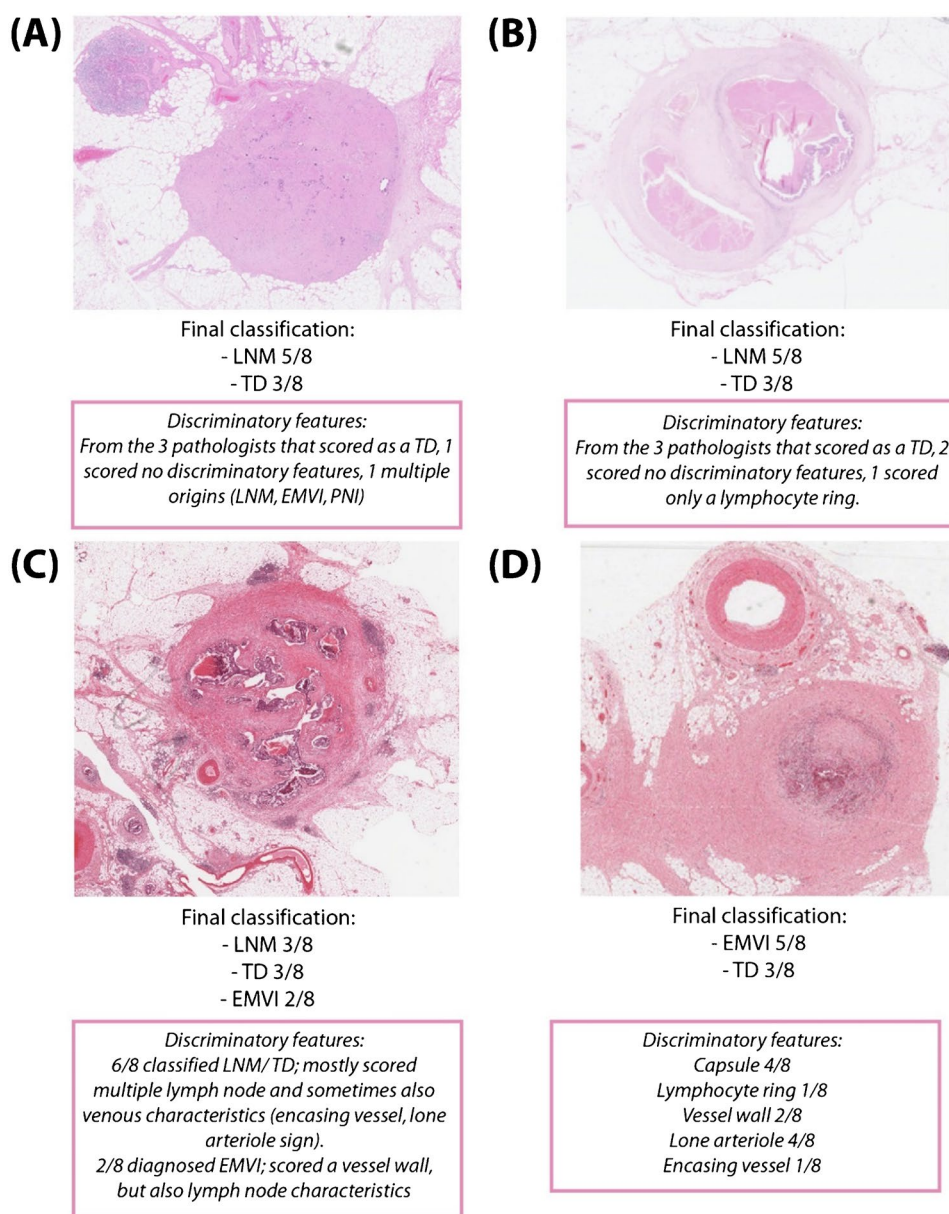 (A)
Final classification:
- LNM 5/8
- TD 3/8
Discriminatory features:
From the 3 pathologists that scored as a TD, 1
scored no discriminatory features, 1 multiple
origins (LNM, EMVI, PNI)
(B)
Final classification:
- LNM 5/8
- TD 3/8
Discriminatory features:
From the 3 pathologists that scored as a TD, 2
scored no discriminatory features, 1 scored
only a lymphocyte ring.
(C)
Final classification:
- LNM 3/8
- TD 3/8
- EMVI 2/8
Discriminatory features:
6/8 classified LNM/ TD; mostly scored
multiple lymph node and sometimes also
venous characteristics (encasing vessel, lone
arteriole sign).
2/8 diagnosed EMVI; scored a vessel wall,
but also lymph node characteristics
(D)
Final classification:
- EMVI 5/8
- TD 3/8
Discriminatory features:
Capsule 4/8
Lymphocyte ring 1/8
Vessel wall 2/8
Lone arteriole 4/8
Encasing vessel 1/8